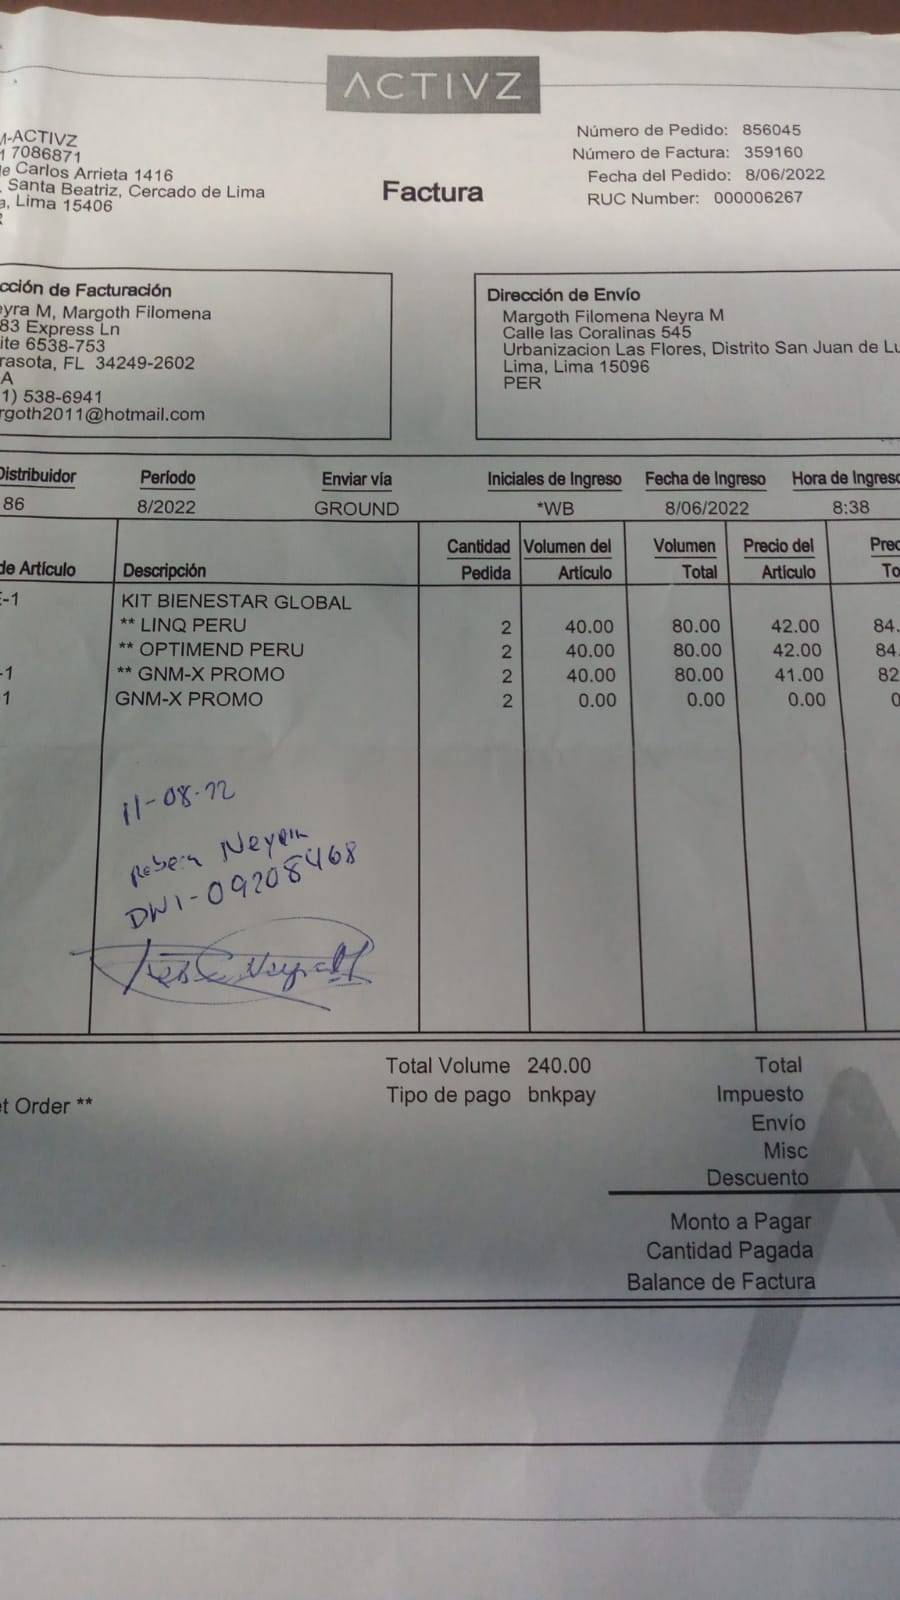 ACTIVZ
M-ACTIVZ
7086871
Carlos Arrieta 1416
Santa Beatriz, Cercado de Lima
Lima 15406
Factura
Número de Pedido: 856045
Número de Factura: 359160
Fecha del Pedido: 8/06/2022
RUC Number: 000006267
cción de Facturación
eyra M, Margoth Filomena
83 Express Ln
ite 6538-753
rasota, FL 34249-2602
A
1) 538-6941
rgoth2011@hotmail.com
Dirección de Envío
Margoth Filomena Neyra M
Calle las Coralinas 545
Urbanizacion Las Flores, Distrito San Juan de Lu
Lima, Lima 15096
PER
Distribuidor Período Enviar vía Iniciales de Ingreso Fecha de Ingreso Hora de Ingreso
86 8/2022 GROUND *WB 8/06/2022 8:38
de Artículo Descripción Cantidad Pedida Volumen del Artículo Volumen Total Precio del Artículo Prec To
E-1 KIT BIENESTAR GLOBAL
** LINQ PERU 2 40.00 80.00 42.00 84.
** OPTIMEND PERU 2 40.00 80.00 42.00 84.
-1 ** GNM-X PROMO 2 40.00 80.00 41.00 82
1 GNM-X PROMO 2 0.00 0.00 0.00 0
11-08-22
Neyra
DNI-09208468
Total Volume 240.00 Total
et Order ** Tipo de pago bnkpay Impuesto
Envío
Misc
Descuento
Monto a Pagar
Cantidad Pagada
Balance de Factura